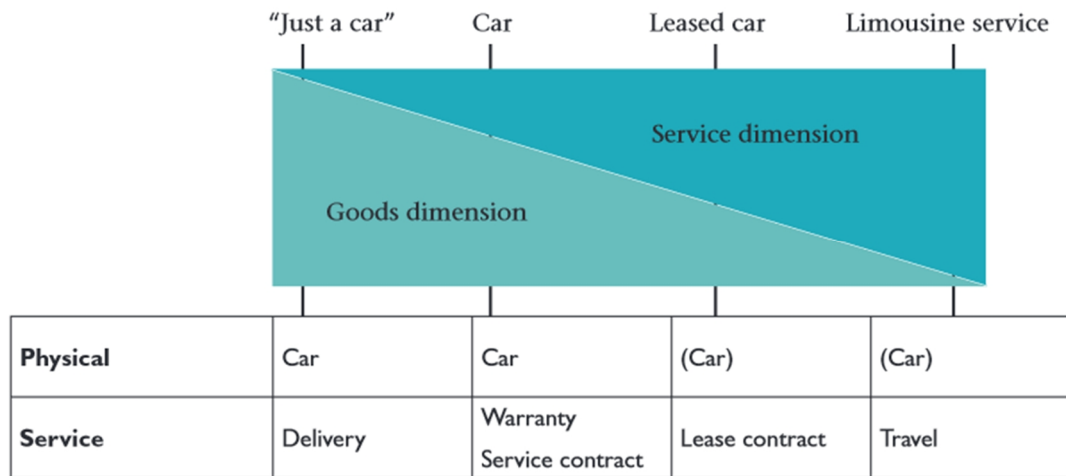 “Just a car” Car Leased car Limousine service
Service dimension
Goods dimension
Physical Car Car (Car) (Car)
Service Delivery Warranty Service contract Lease contract Travel